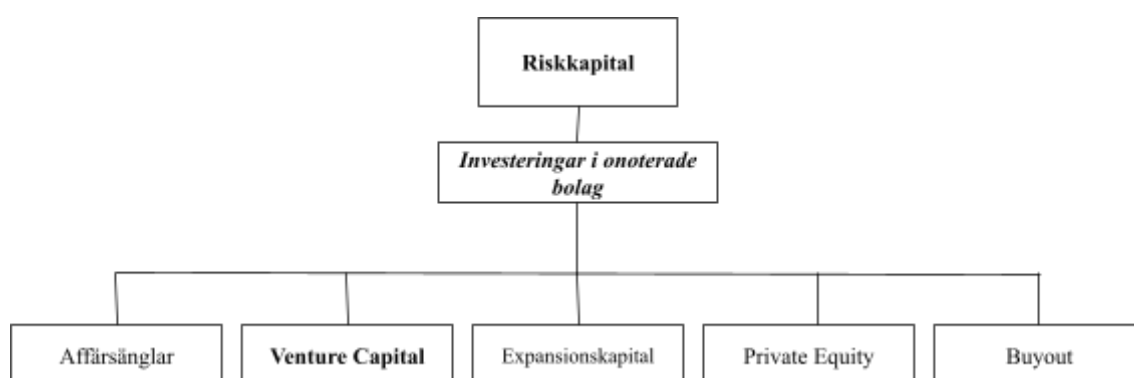 Riskkapital
Investeringar i onoterade
bolag
Affärsänglar
Venture Capital
Expansionskapital
Private Equity
Buyout